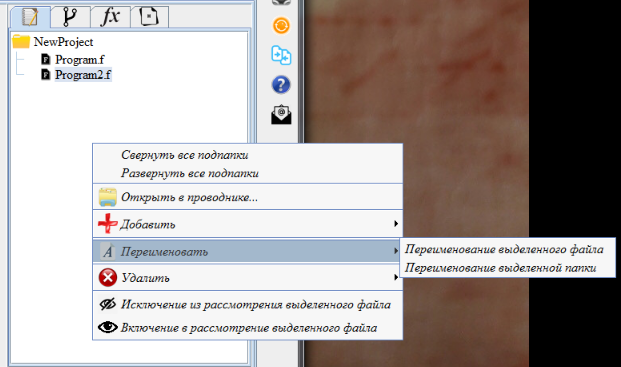 fx
NewProject
Program.f
Program2.f
Свернуть все подпапки
Развернуть все подпапки
Открыть в проводнике...
Добавить
Переименовать
Переименование выделенного файла
Переименование выделенной папки
Удалить
Исключение из рассмотрения выделенного файла
Включение в рассмотрение выделенного файла